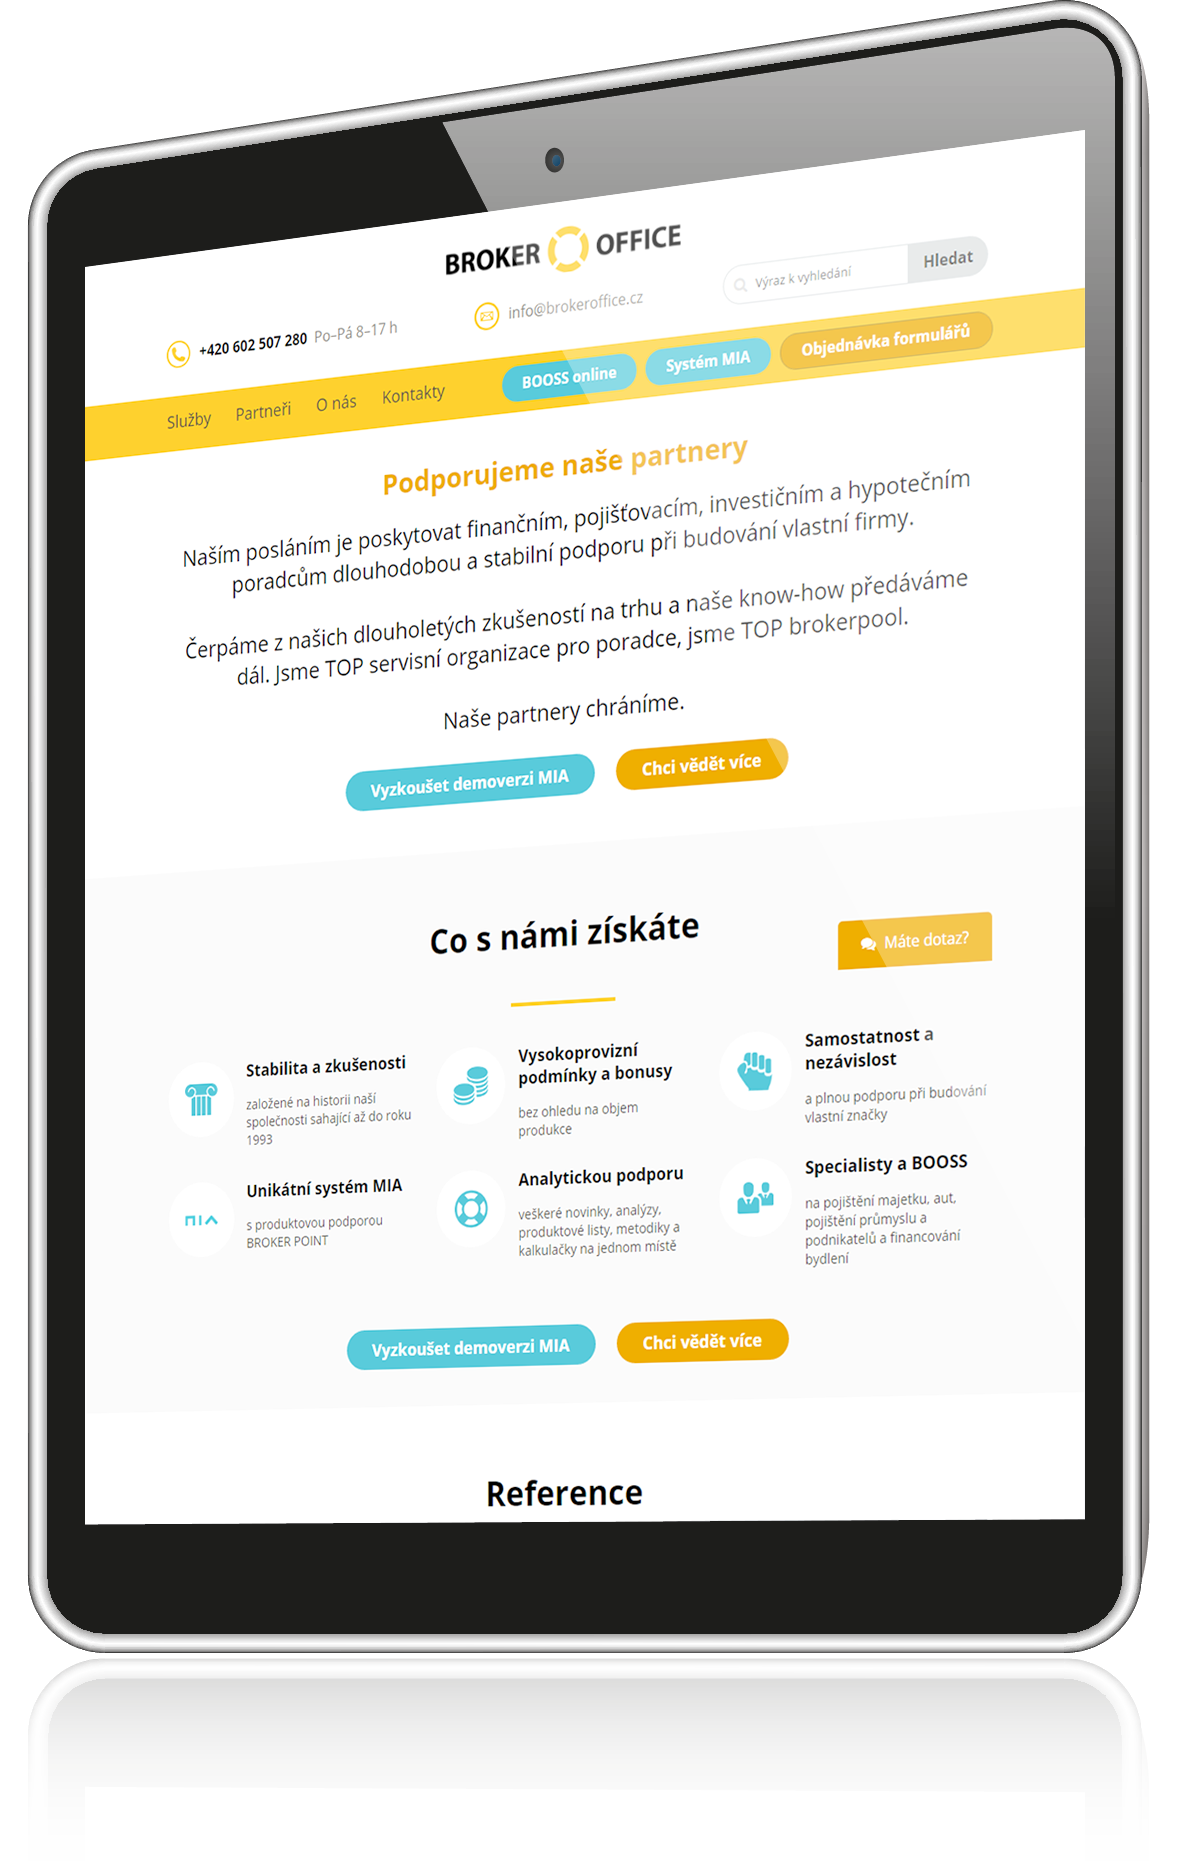 BROKER OFFICE
+420 602 507 280 Po–Pá 8–17 h
info@brokeroffice.cz
Výraz k vyhledání
Hledat
Služby Partneři O nás Kontakty
BOOSS online Systém MIA Objednávka formulářů
Podporujeme naše partnery
Naším posláním je poskytovat finančním, pojišťovacím, investičním a hypotečním
poradcům dlouhodobou a stabilní podporu při budování vlastní firmy.
Čerpáme z našich dlouholetých zkušeností na trhu a naše know-how předáváme
dál. Jsme TOP servisní organizace pro poradce, jsme TOP brokerpool.
Naše partnery chráníme.
Vyzkoušet demoverzi MIA Chci vědět více
Co s námi získáte
Máte dotaz?
Stabilita a zkušenosti
založené na historii naší
společnosti sahající až do roku
1993
Vysokoprovizní
podmínky a bonusy
bez ohledu na objem
produkce
Samostatnost a
nezávislost
a plnou podporu při budování
vlastní značky
MIA
Unikátní systém MIA
s produktovou podporou
BROKER POINT
Analytickou podporu
veškeré novinky, analýzy,
produktové listy, metodiky a
kalkulačky na jednom místě
Specialisty a BOOSS
na pojištění majetku, aut,
pojištění průmyslu a
podnikatelů a financování
bydlení
Vyzkoušet demoverzi MIA Chci vědět více
Reference